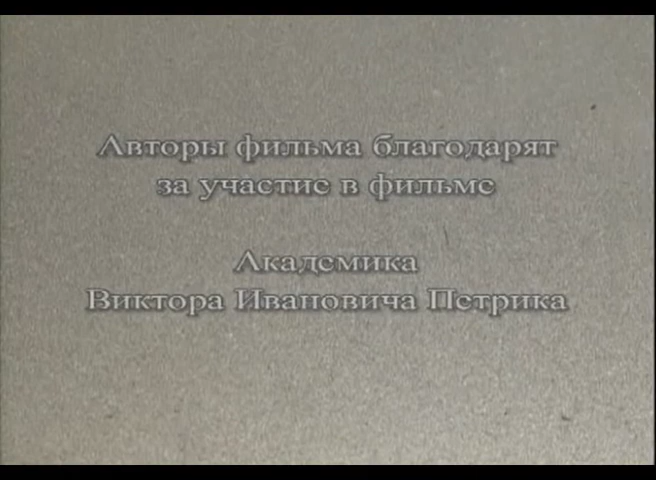 Авторы фильма благодарят
за участие в фильме
Академика
Виктора Ивановича Петрика